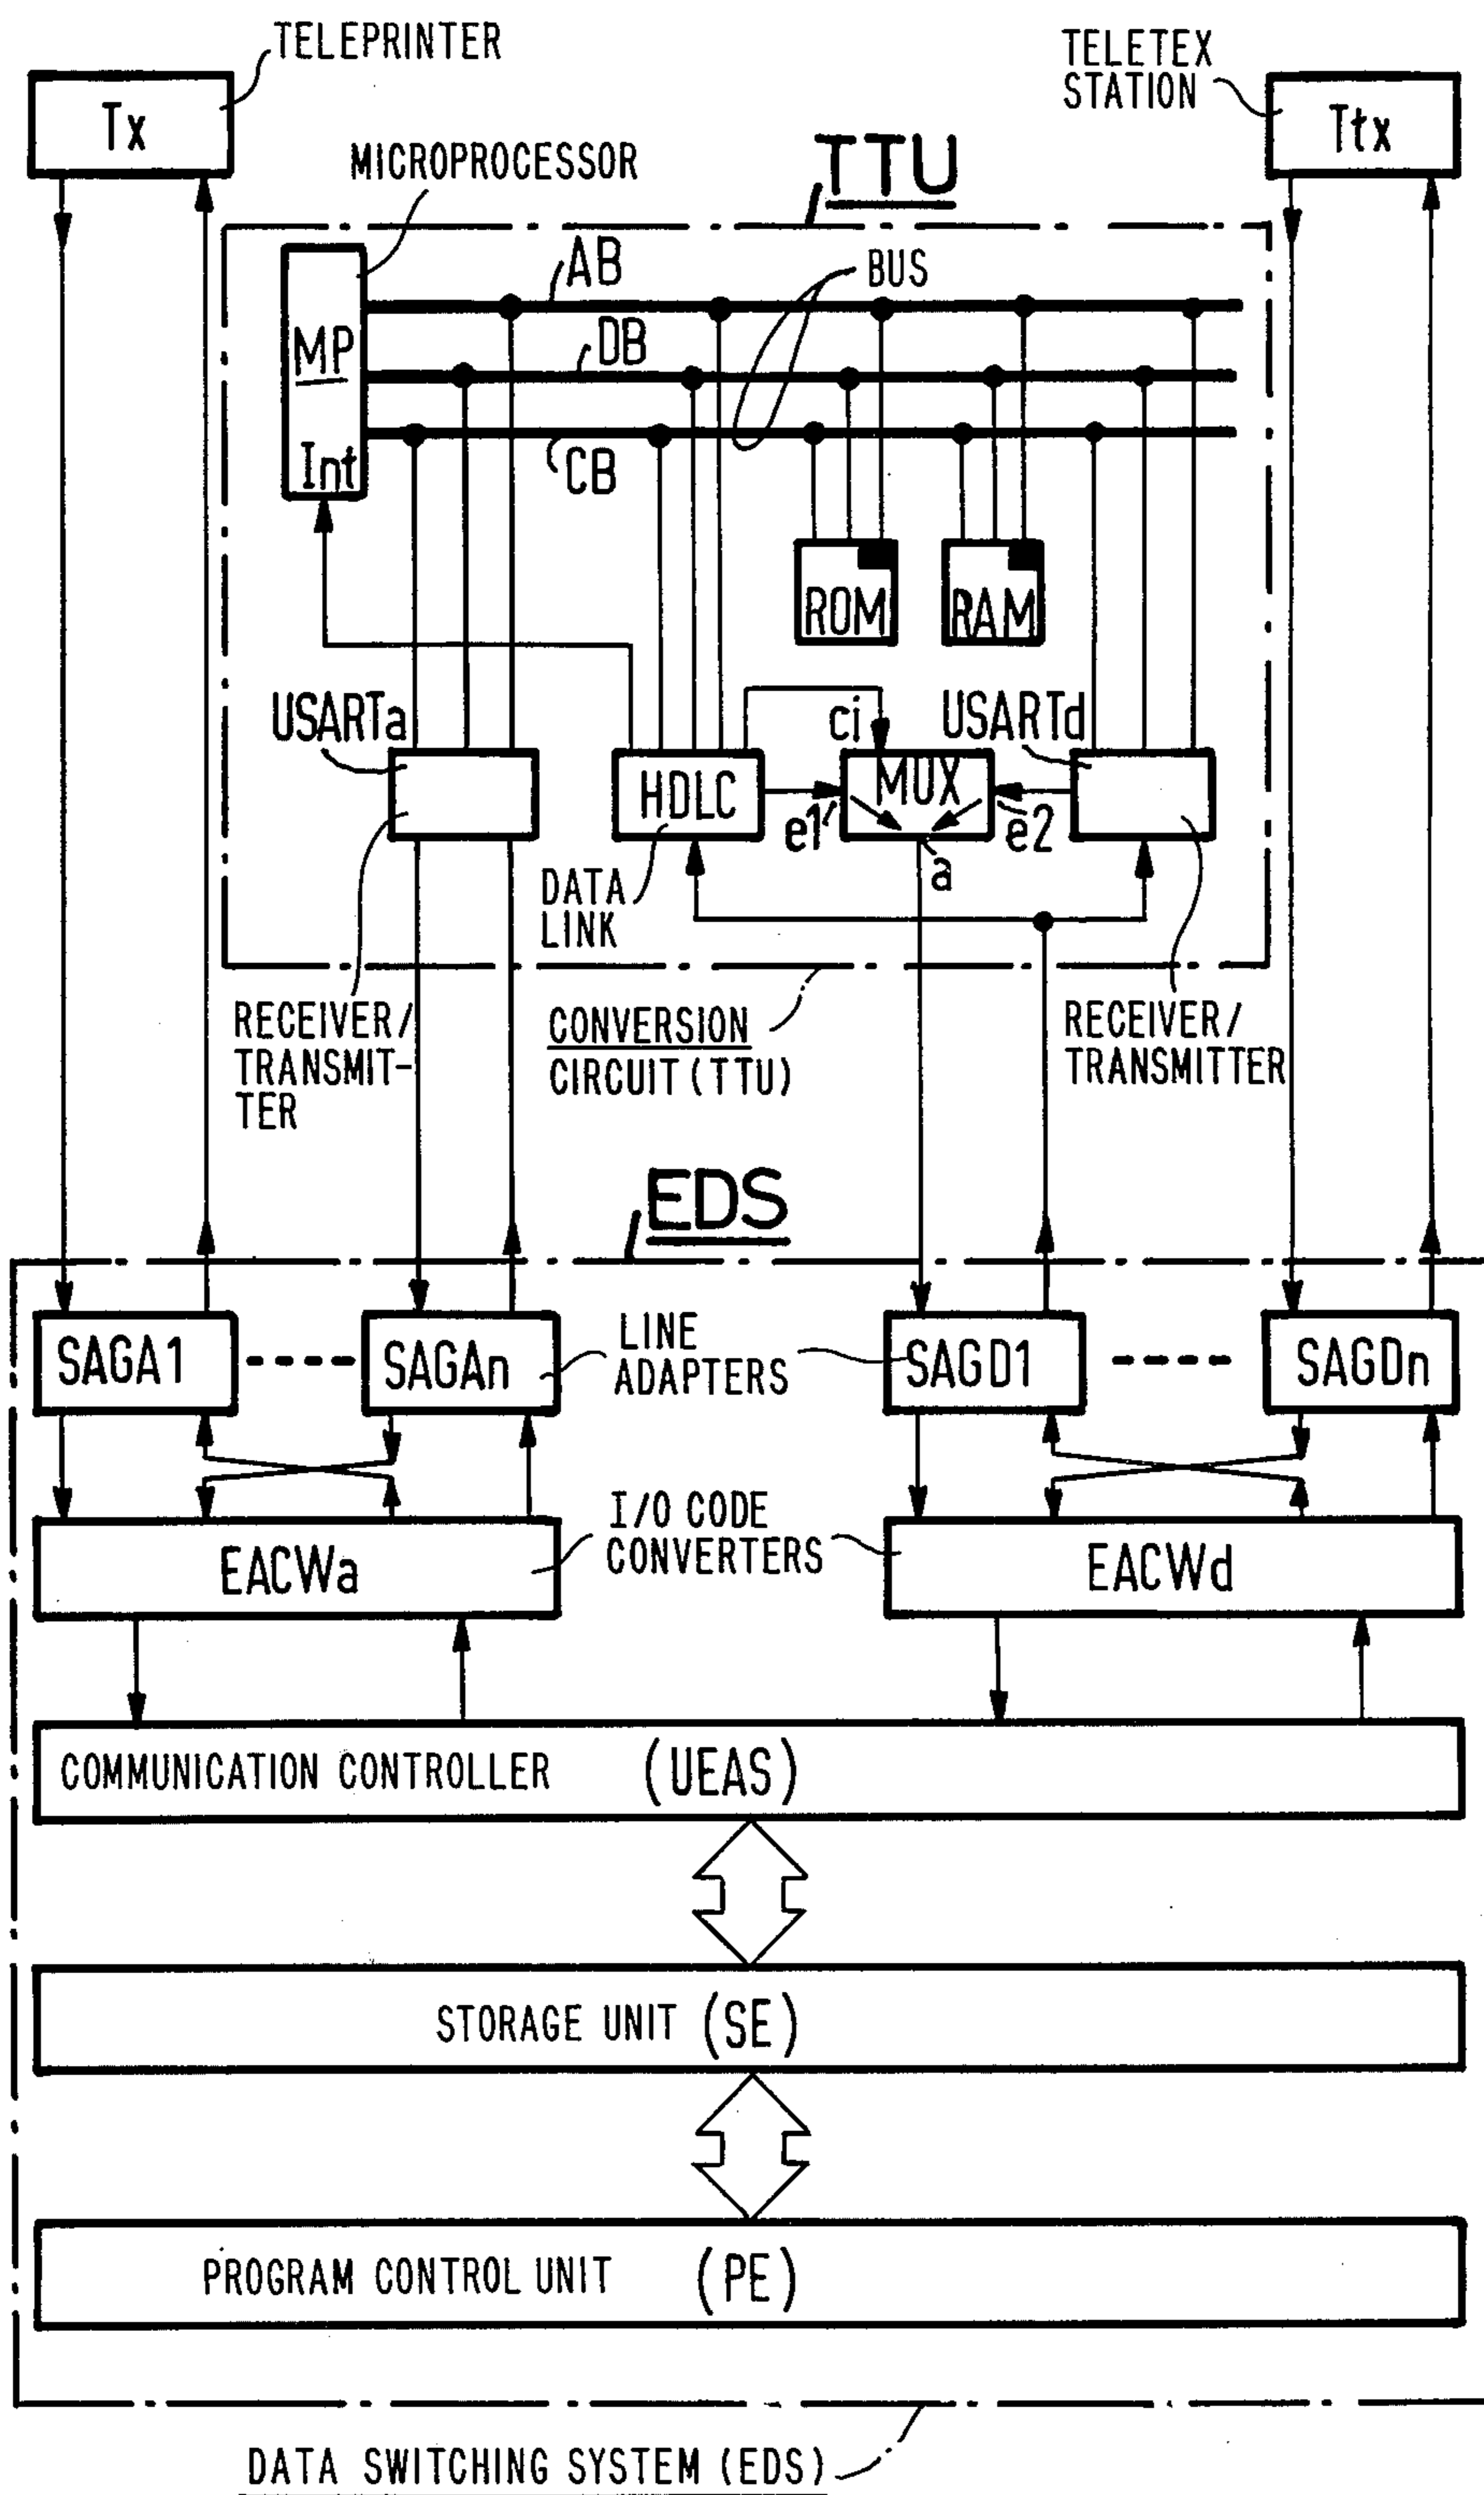 TELEPRINTER
TELETEX
STATION
Tx
Ttx
MICROPROCESSOR
TTU
AB
BUS
MP
DB
Int
CB
ROM
RAM
USARTa
ci
USARTd
HDLC
MUX
e1
e2
a
DATA
LINK
RECEIVER/
TRANSMIT-
TER
CONVERSION
CIRCUIT (TTU)
RECEIVER/
TRANSMITTER
EDS
SAGA1
SAGAn
LINE
ADAPTERS
SAGD1
SAGDn
I/O CODE
CONVERTERS
EACWa
EACWd
COMMUNICATION CONTROLLER (UEAS)
STORAGE UNIT (SE)
PROGRAM CONTROL UNIT (PE)
DATA SWITCHING SYSTEM (EDS)